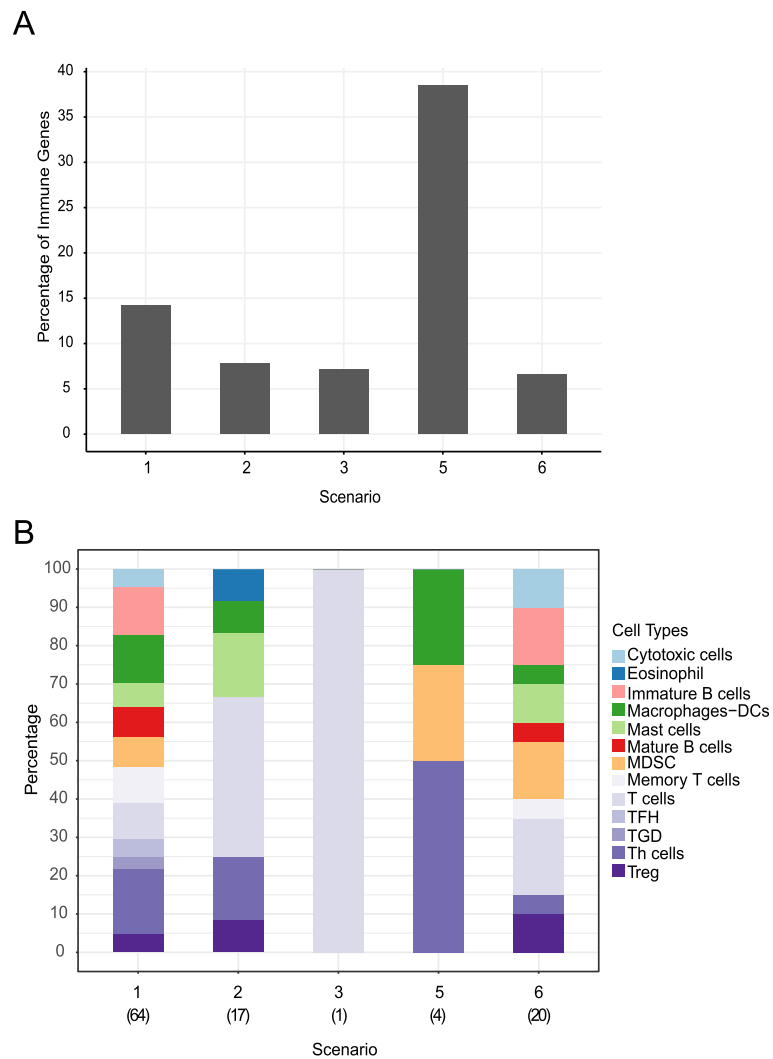 A
Percentage of Immune Genes
40
35
30
25
20
15
10
5
0
1 2 3 5 6
Scenario
B
Percentage
100
90
80
70
60
50
40
30
20
10
0
1 2 3 5 6
(64) (17) (1) (4) (20)
Scenario
Cell Types
Cytotoxic cells
Eosinophil
Immature B cells
Macrophages−DCs
Mast cells
Mature B cells
MDSC
Memory T cells
T cells
TFH
TGD
Th cells
Treg